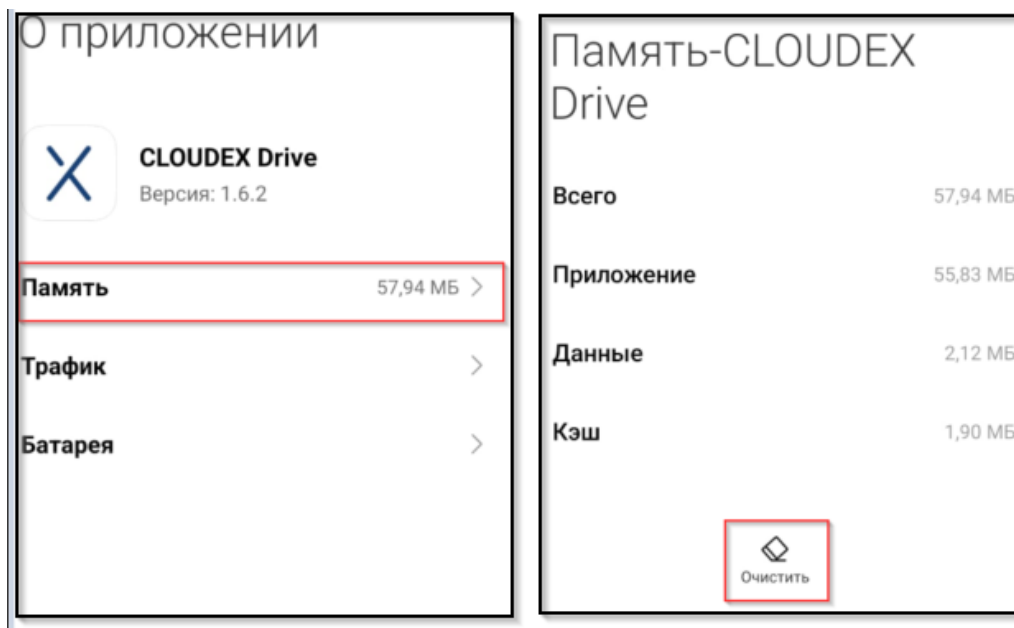 О приложении
CLOUDEX Drive
Версия: 1.6.2
Память 57,94 МБ
Трафик
Батарея
Память-CLOUDEX
Drive
Всего 57,94 МБ
Приложение 55,83 МБ
Данные 2,12 МБ
Кэш 1,90 МБ
Очистить